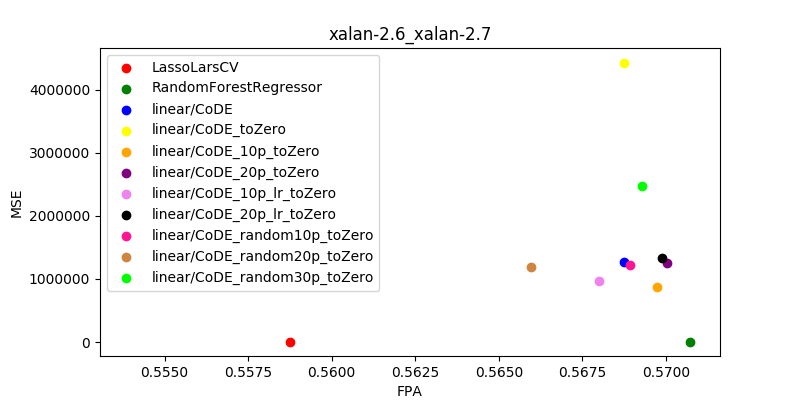 xalan-2.6_xalan-2.7
LassoLarsCV
RandomForestRegressor
linear/CoDE
linear/CoDE_toZero
linear/CoDE_10p_toZero
linear/CoDE_20p_toZero
linear/CoDE_10p_lr_toZero
linear/CoDE_20p_lr_toZero
linear/CoDE_random10p_toZero
linear/CoDE_random20p_toZero
linear/CoDE_random30p_toZero
MSE
4000000
3000000
2000000
1000000
0
0.5550 0.5575 0.5600 0.5625 0.5650 0.5675 0.5700
FPA